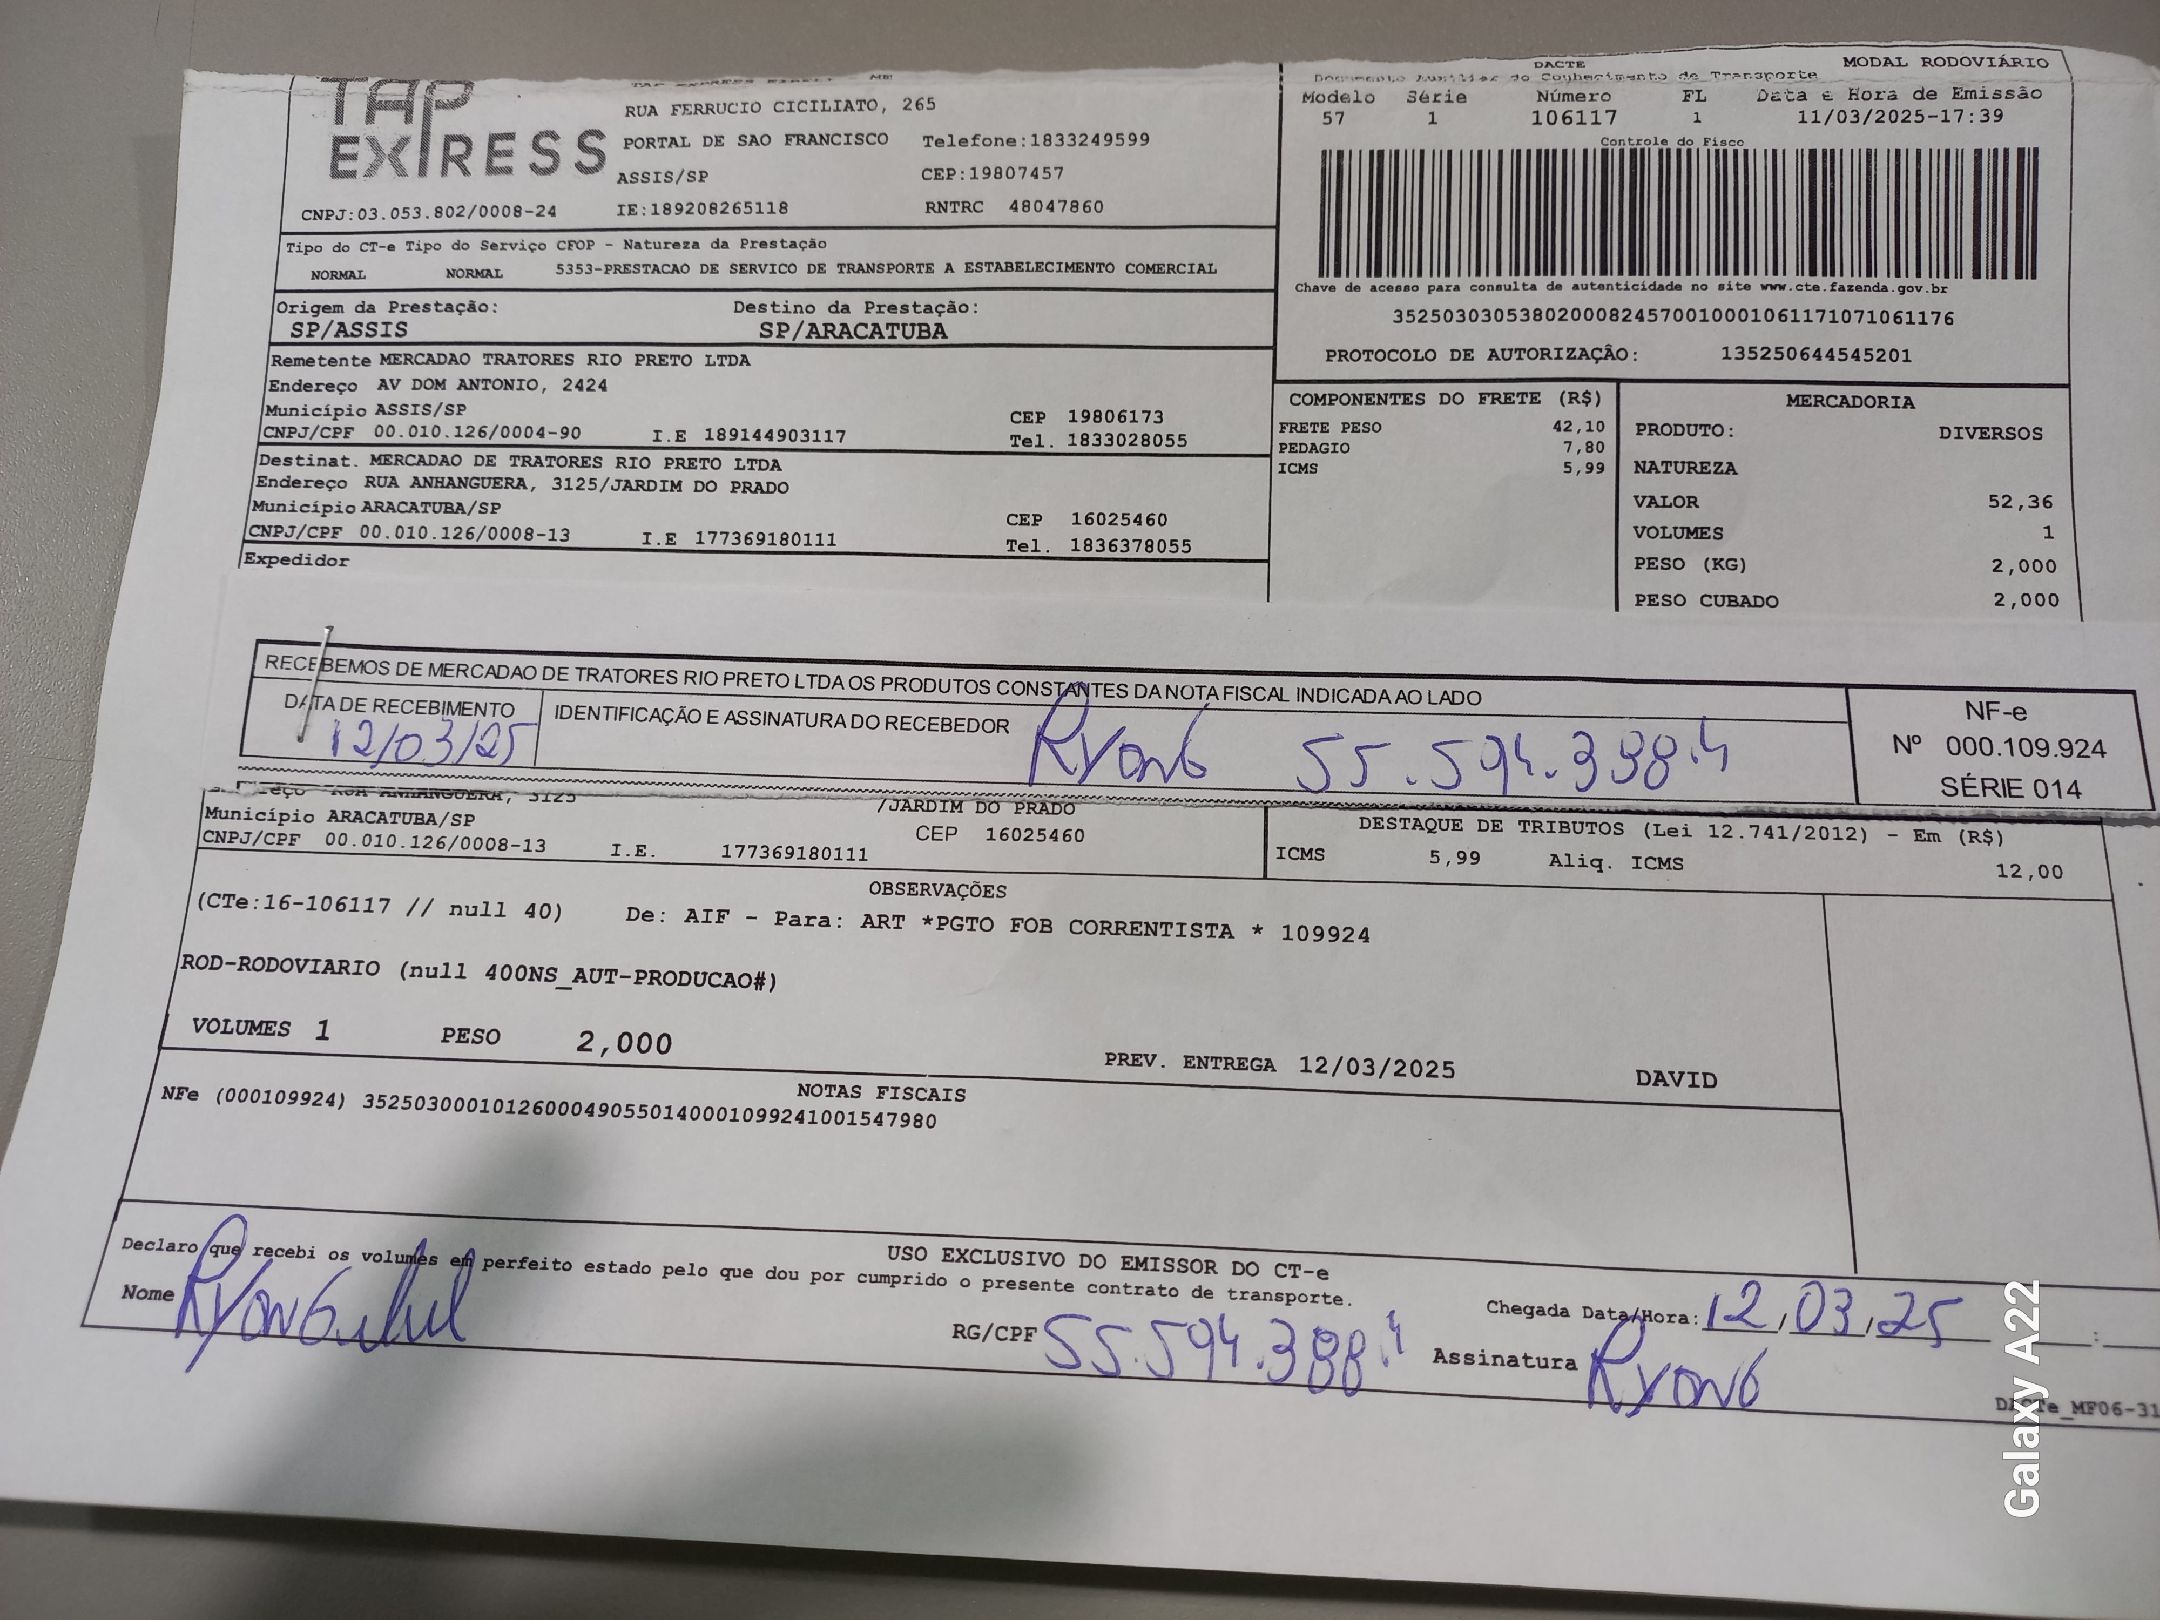 TAP EXPRESS
RUA FERRUCIO CICILIATO, 265
PORTAL DE SAO FRANCISCO Telefone:1833249599
ASSIS/SP CEP:19807457
CNPJ:03.053.802/0008-24 IE:189208265118 RNTRC 48047860
DACTE MODAL RODOVIÁRIO
Documento Auxiliar do Conhecimento de Transporte
Modelo Série Número FL Data e Hora de Emissão
57 1 106117 1 11/03/2025-17:39
Controle do Fisco
Chave de acesso para consulta de autenticidade no site www.cte.fazenda.gov.br
35250303053802000824570010001061171071061176
PROTOCOLO DE AUTORIZAÇÃO: 135250644545201
Tipo do CT-e Tipo do Serviço CFOP - Natureza da Prestação
NORMAL NORMAL 5353-PRESTACAO DE SERVICO DE TRANSPORTE A ESTABELECIMENTO COMERCIAL
Origem da Prestação: Destino da Prestação:
SP/ASSIS SP/ARACATUBA
Remetente MERCADAO TRATORES RIO PRETO LTDA
Endereço AV DOM ANTONIO, 2424
Município ASSIS/SP CEP 19806173
CNPJ/CPF 00.010.126/0004-90 I.E 189144903117 Tel. 1833028055
Destinat. MERCADAO DE TRATORES RIO PRETO LTDA
Endereço RUA ANHANGUERA, 3125/JARDIM DO PRADO
Município ARACATUBA/SP CEP 16025460
CNPJ/CPF 00.010.126/0008-13 I.E 177369180111 Tel. 1836378055
Expedidor
COMPONENTES DO FRETE (R$)
FRETE PESO 42,10
PEDAGIO 7,80
ICMS 5,99
MERCADORIA
PRODUTO: DIVERSOS
NATUREZA
VALOR 52,36
VOLUMES 1
PESO (KG) 2,000
PESO CUBADO 2,000
RECEBEMOS DE MERCADAO DE TRATORES RIO PRETO LTDA OS PRODUTOS CONSTANTES DA NOTA FISCAL INDICADA AO LADO
DATA DE RECEBIMENTO IDENTIFICAÇÃO E ASSINATURA DO RECEBEDOR
12/03/25 55.594.388.4
NF-e
Nº 000.109.924
SÉRIE 014
RUA ANHANGUERA, 3125 /JARDIM DO PRADO
Município ARACATUBA/SP CEP 16025460
CNPJ/CPF 00.010.126/0008-13 I.E. 177369180111
DESTAQUE DE TRIBUTOS (Lei 12.741/2012) - Em (R$)
ICMS 5,99 Aliq. ICMS 12,00
OBSERVAÇÕES
(CTe:16-106117 // null 40) De: AIF - Para: ART *PGTO FOB CORRENTISTA * 109924
ROD-RODOVIARIO (null 400NS_AUT-PRODUCAO#)
VOLUMES 1 PESO 2,000 PREV. ENTREGA 12/03/2025 DAVID
NOTAS FISCAIS
NFe (000109924) 35250300010126000490550140001099241001547980
USO EXCLUSIVO DO EMISSOR DO CT-e
Declaro que recebi os volumes em perfeito estado pelo que dou por cumprido o presente contrato de transporte.
Nome RG/CPF 55.594.388.4 Chegada Data/Hora: 12/03/25 :
Assinatura
DACTe_MF06-31
Galaxy A22